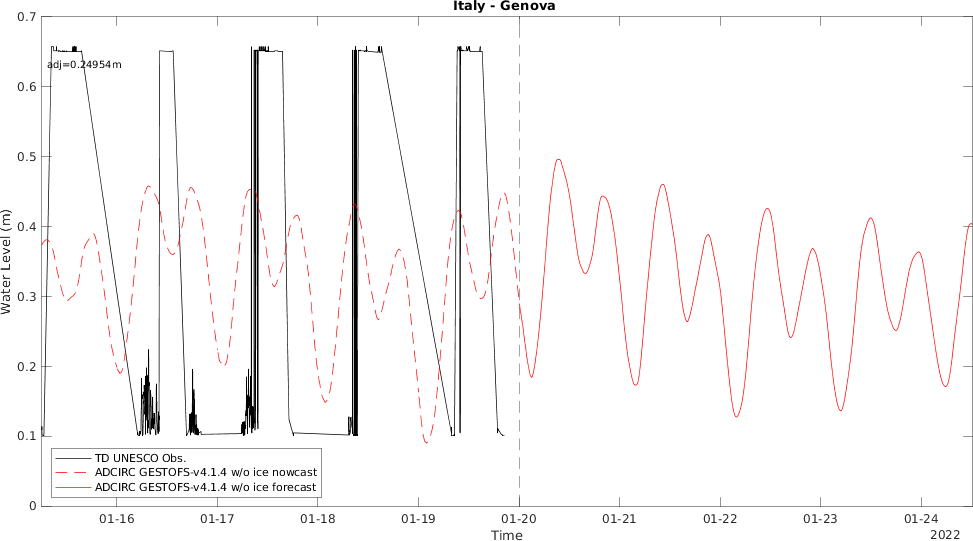 Italy - Genova
0.7
adj=0.24954m
0.6
0.5
0.4
0.3
0.2
0.1
0
Water Level (m)
TD UNESCO Obs.
ADCIRC GESTOFS-v4.1.4 w/o ice nowcast
ADCIRC GESTOFS-v4.1.4 w/o ice forecast
01-16 01-17 01-18 01-19 01-20 01-21 01-22 01-23 01-24
Time
2022